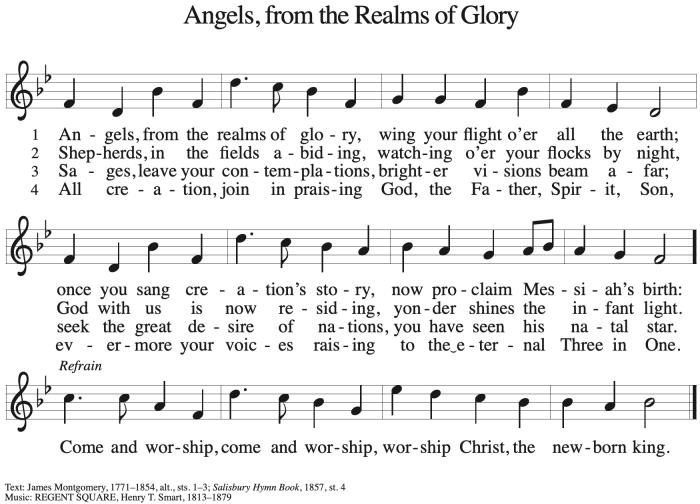 Angels, from the Realms of Glory
1 An - gels, from the realms of glo - ry, wing your flight o'er all the earth;
2 Shep - herds, in the fields a - bid - ing, watch - ing o'er your flocks by night,
3 Sa - ges, leave your con - tem - pla - tions, bright - er vi - sions beam a - far;
4 All cre - a - tion, join in prais - ing God, the Fa - ther, Spir - it, Son,
once you sang cre - a - tion's sto - ry, now pro - claim Mes - si - ah's birth:
God with us is now re - sid - ing, yon - der shines the in - fant light.
seek the great de - sire of na - tions, you have seen his na - tal star.
ev - er - more your voic - es rais - ing to the‿e - ter - nal Three in One.
Refrain
Come and wor - ship, come and wor - ship, wor - ship Christ, the new - born king.
Text: James Montgomery, 1771–1854, alt., sts. 1–3; Salisbury Hymn Book, 1857, st. 4
Music: REGENT SQUARE, Henry T. Smart, 1813–1879